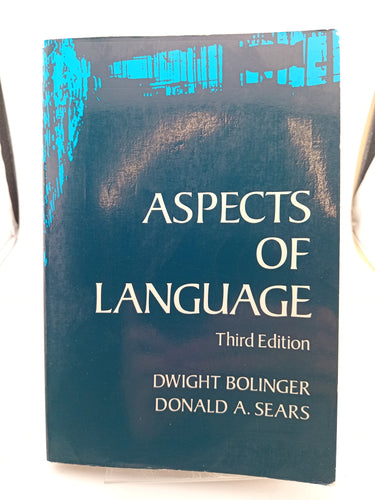 ASPECTS
OF
LANGUAGE
Third Edition
DWIGHT BOLINGER
DONALD A. SEARS